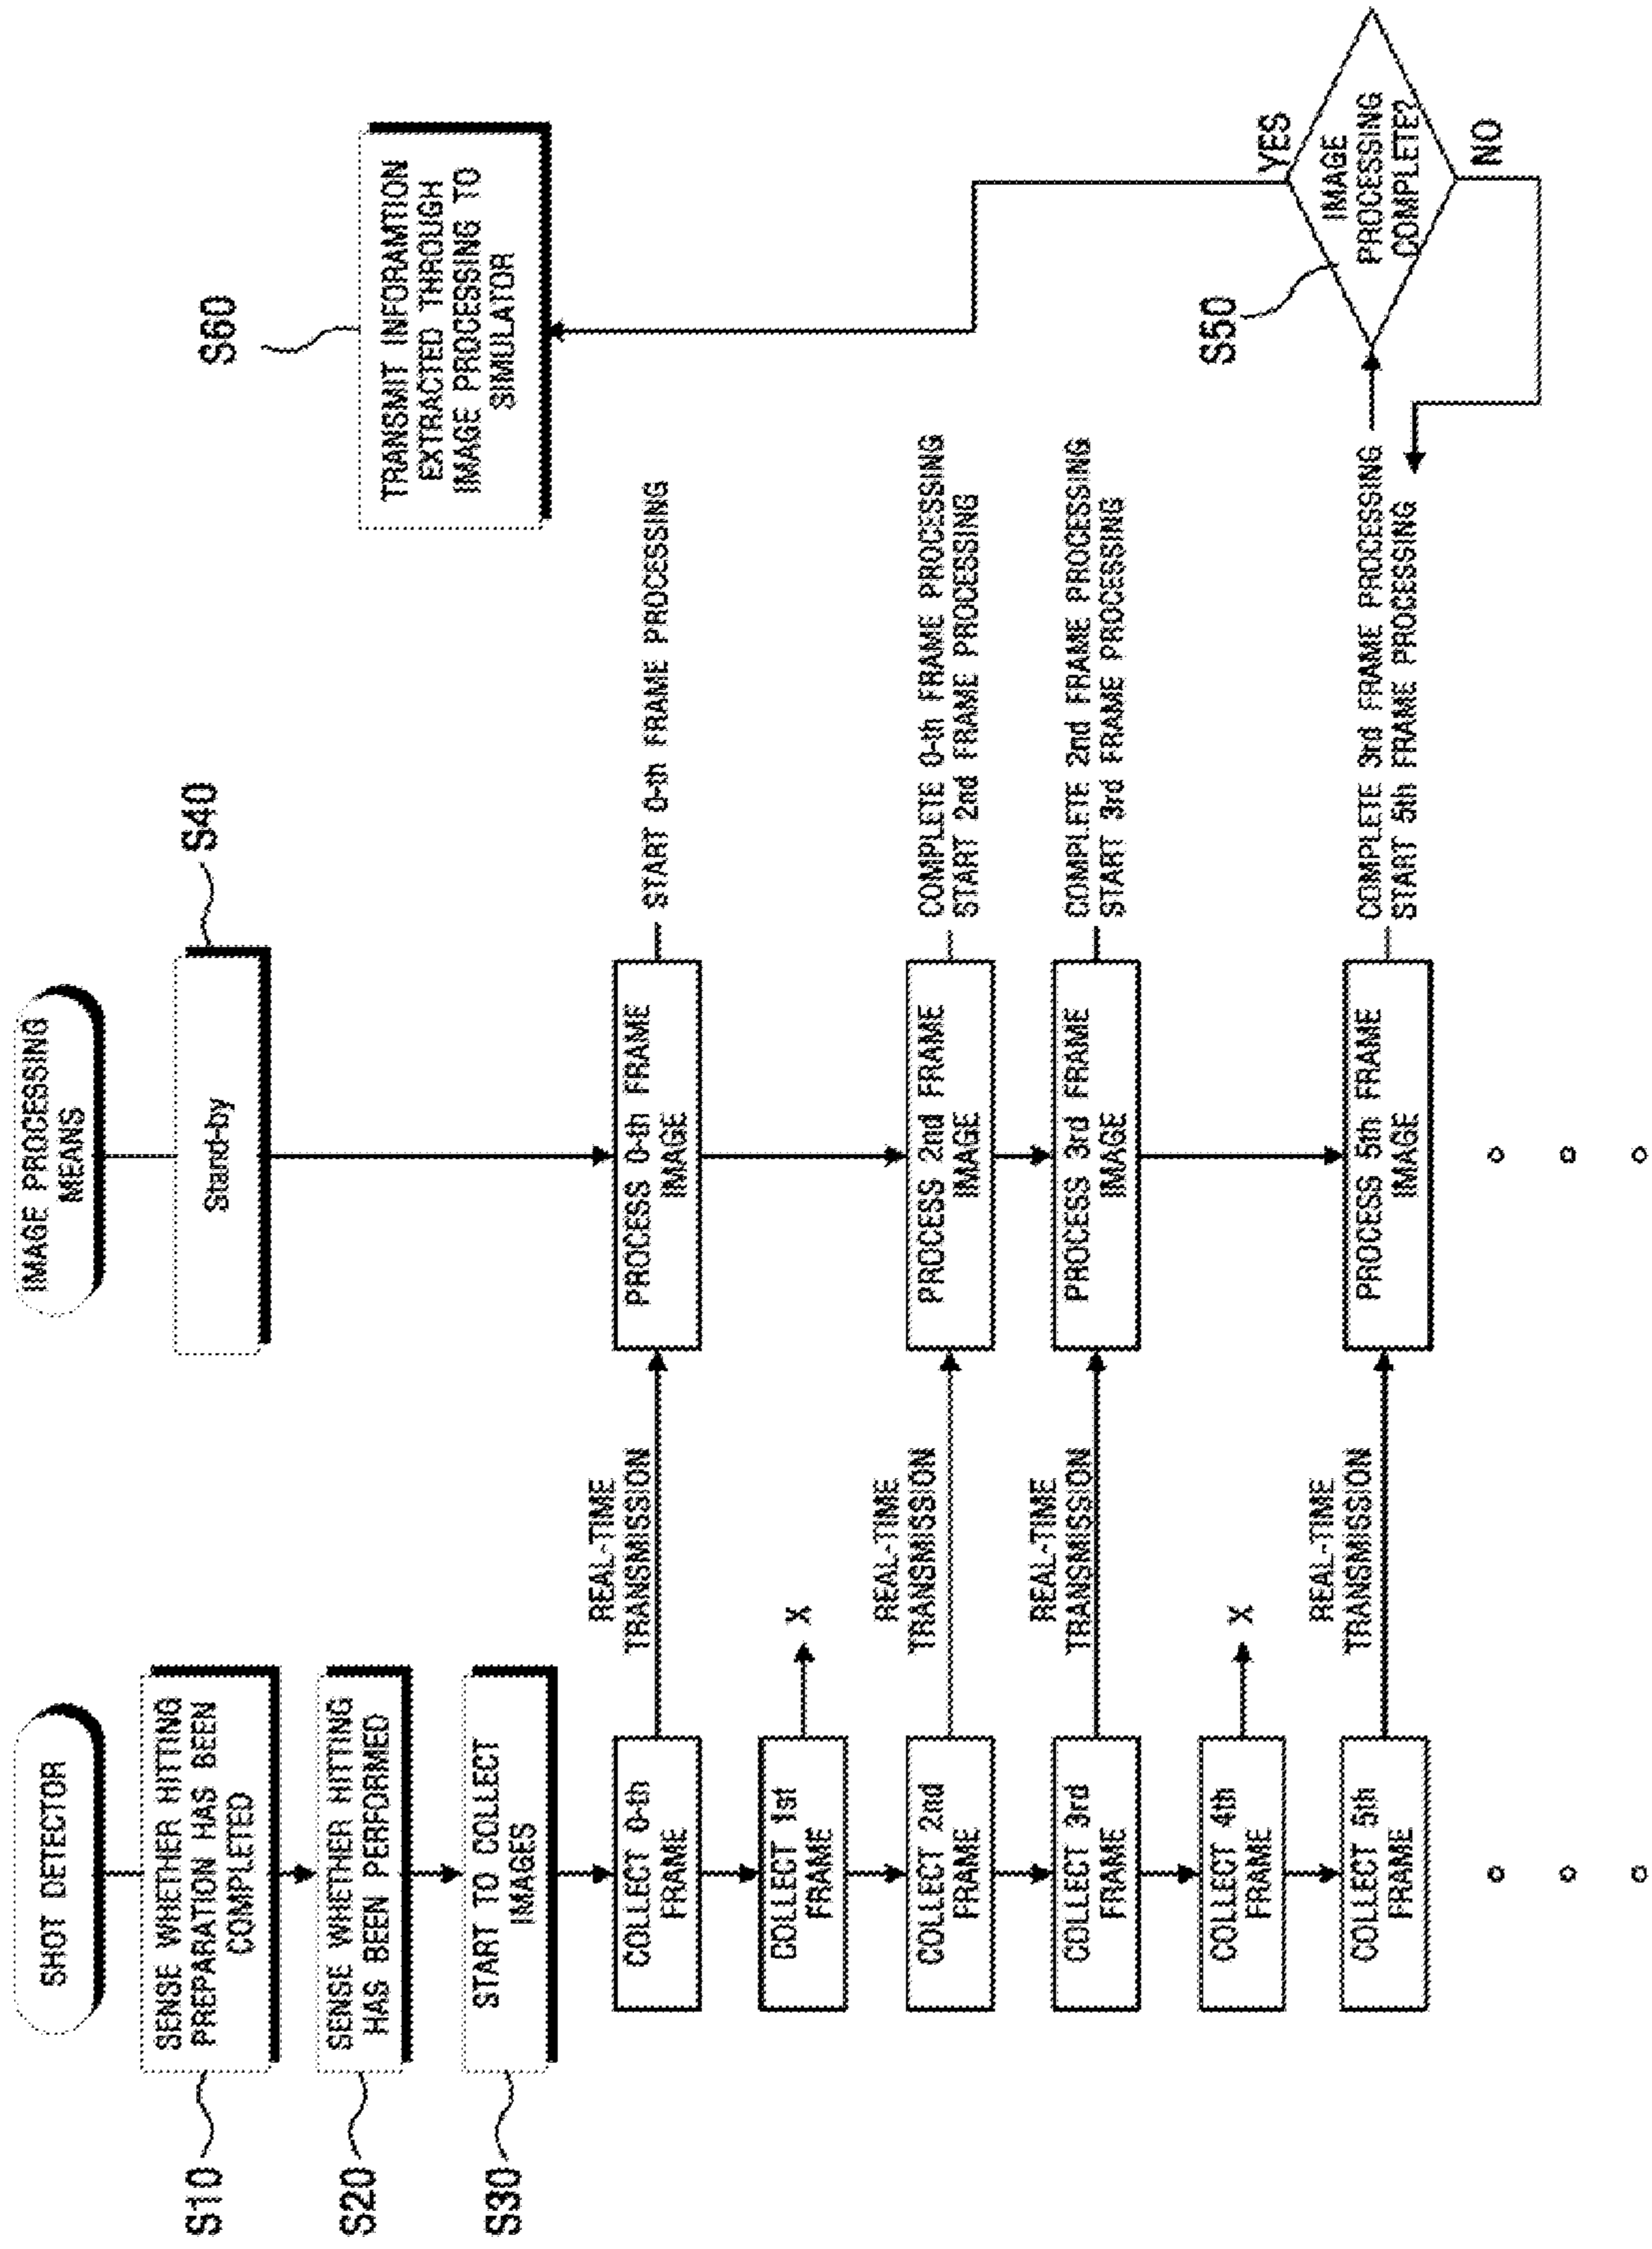 SHOT DETECTOR
S10
SENSE WHETHER HITTING
PREPARATION HAS BEEN
COMPLETED
S20
SENSE WHETHER HITTING
HAS BEEN PERFORMED
S30
START TO COLLECT
IMAGES
COLLECT 0-th
FRAME
COLLECT 1st
FRAME
X
COLLECT 2nd
FRAME
COLLECT 3rd
FRAME
COLLECT 4th
FRAME
X
COLLECT 5th
FRAME
REAL-TIME
TRANSMISSION
REAL-TIME
TRANSMISSION
REAL-TIME
TRANSMISSION
REAL-TIME
TRANSMISSION
IMAGE PROCESSING
MEANS
S40
Stand-by
PROCESS 0-th FRAME
IMAGE
PROCESS 2nd FRAME
IMAGE
PROCESS 3rd FRAME
IMAGE
PROCESS 5th FRAME
IMAGE
START 0-th FRAME PROCESSING
COMPLETE 0-th FRAME PROCESSING
START 2nd FRAME PROCESSING
COMPLETE 2nd FRAME PROCESSING
START 3rd FRAME PROCESSING
COMPLETE 3rd FRAME PROCESSING
START 5th FRAME PROCESSING
S60
TRANSMIT INFORAMTION
EXTRACTED THROUGH
IMAGE PROCESSING TO
SIMULATOR
S50
YES
IMAGE
PROCESSING
COMPLETE?
NO